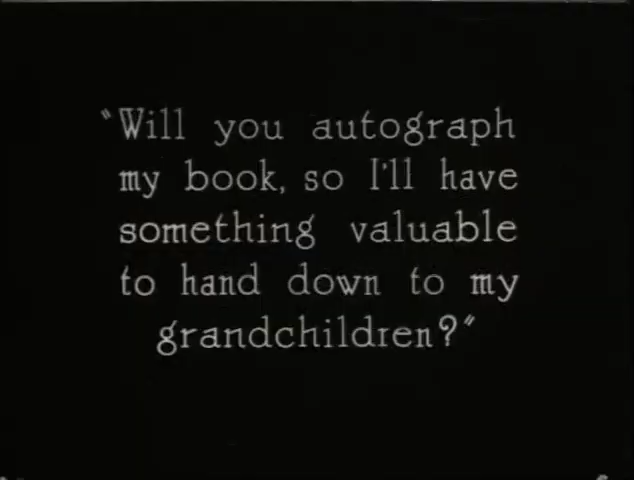 "Will you autograph
my book, so I'll have
something valuable
to hand down to my
grandchildren?"